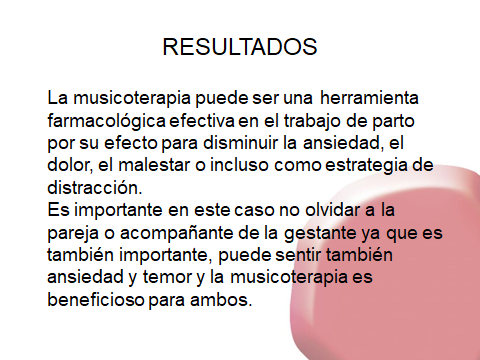 RESULTADOS
La musicoterapia puede ser una herramienta
farmacológica efectiva en el trabajo de parto
por su efecto para disminuir la ansiedad, el
dolor, el malestar o incluso como estrategia de
distracción.
Es importante en este caso no olvidar a la
pareja o acompañante de la gestante ya que es
también importante, puede sentir también
ansiedad y temor y la musicoterapia es
beneficioso para ambos.